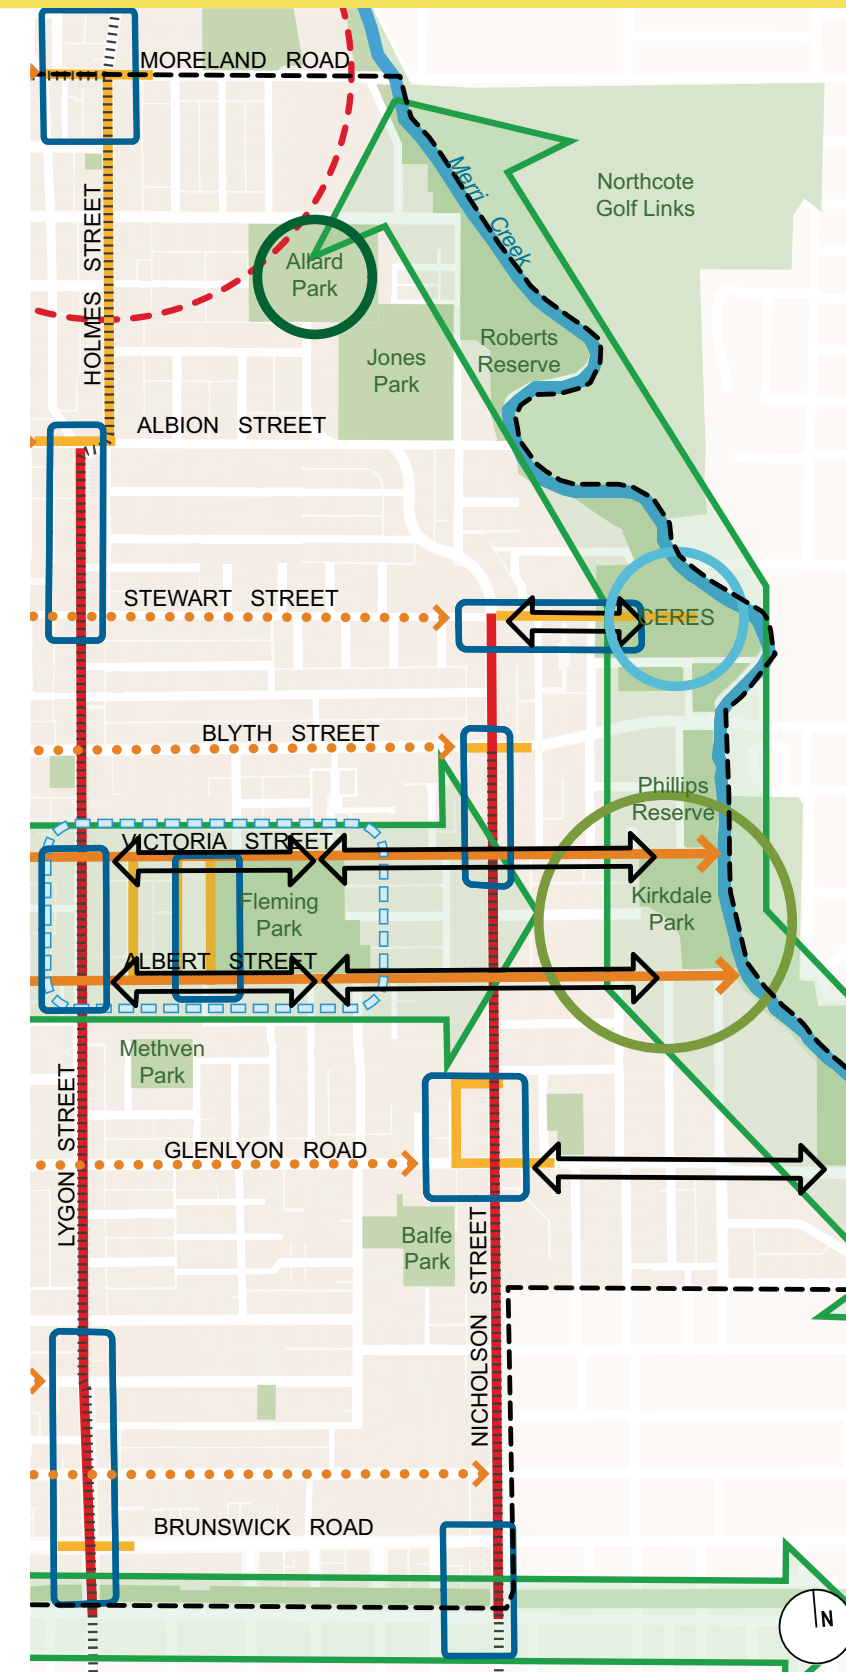 MORELAND ROAD
Merri Creek
Northcote
Golf Links
HOLMES STREET
Allard
Park
Roberts
Reserve
Jones
Park
ALBION STREET
STEWART STREET
CERES
BLYTH STREET
Phillips
Reserve
VICTORIA STREET
Fleming
Park
Kirkdale
Park
ALBERT STREET
Methven
Park
LYGON STREET
GLENLYON ROAD
Balfe
Park
NICHOLSON STREET
BRUNSWICK ROAD
N